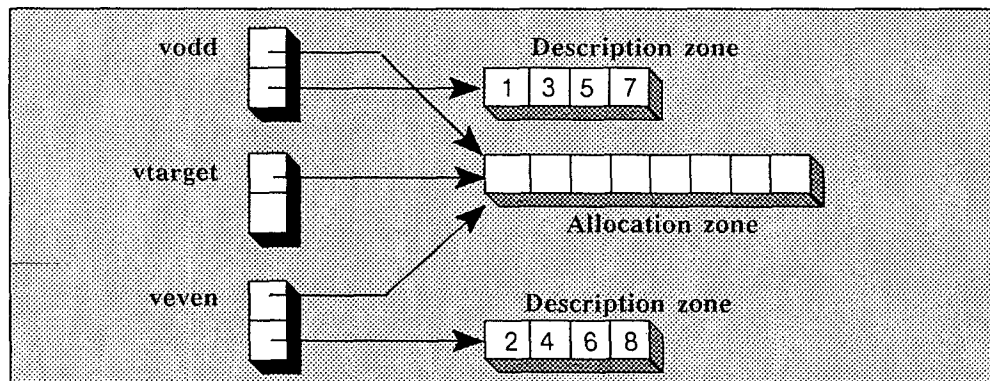 vodd
Description zone
1 3 5 7
vtarget
Allocation zone
veven
Description zone
2 4 6 8